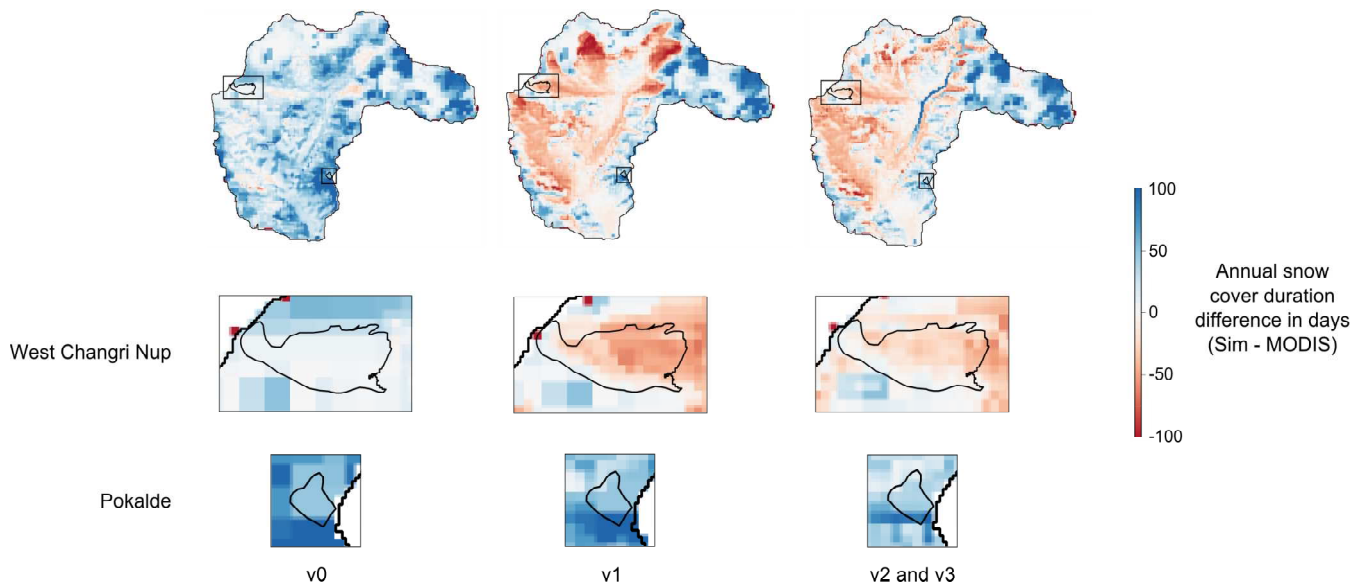 100
50
0
-50
-100
Annual snow
cover duration
difference in days
(Sim - MODIS)
West Changri Nup
Pokalde
v0
v1
v2 and v3